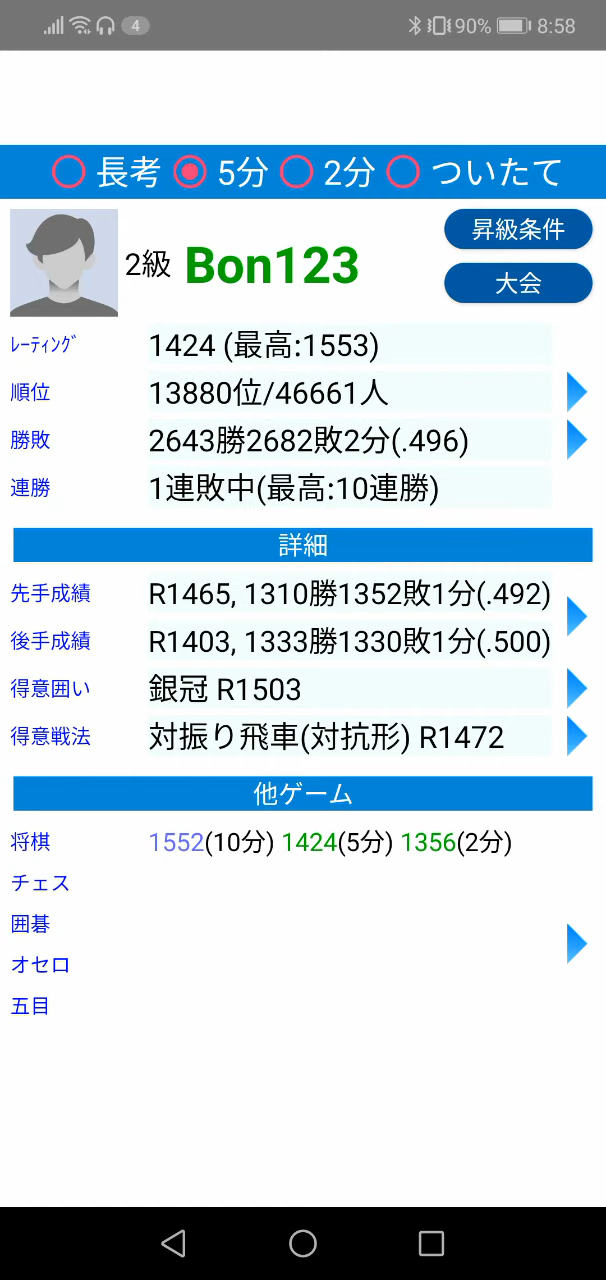 4 90% 8:58
長考 5分 2分 ついたて
2級 Bon123
昇級条件
大会
ﾚｰﾃｨﾝｸﾞ 1424 (最高:1553)
順位 13880位/46661人
勝敗 2643勝2682敗2分(.496)
連勝 1連敗中(最高:10連勝)
詳細
先手成績 R1465, 1310勝1352敗1分(.492)
後手成績 R1403, 1333勝1330敗1分(.500)
得意囲い 銀冠 R1503
得意戦法 対振り飛車(対抗形) R1472
他ゲーム
将棋 1552(10分) 1424(5分) 1356(2分)
チェス
囲碁
オセロ
五目